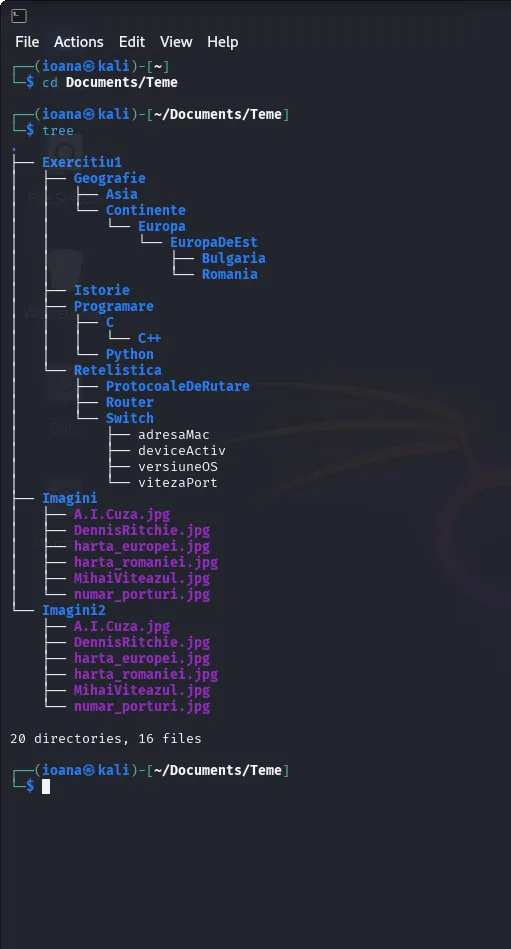 File Actions Edit View Help
┌──(ioana㉿kali)-[~]
└─$ cd Documents/Teme
┌──(ioana㉿kali)-[~/Documents/Teme]
└─$ tree
.
├── Exercitiu1
│   ├── Geografie
│   │   ├── Asia
│   │   └── Continente
│   │       └── Europa
│   │           └── EuropaDeEst
│   │               ├── Bulgaria
│   │               └── Romania
│   ├── Istorie
│   ├── Programare
│   │   ├── C
│   │   │   └── C++
│   │   └── Python
│   └── Retelistica
│       ├── ProtocoaleDeRutare
│       ├── Router
│       └── Switch
│           ├── adresaMac
│           ├── deviceActiv
│           ├── versiuneOS
│           └── vitezaPort
├── Imagini
│   ├── A.I.Cuza.jpg
│   ├── DennisRitchie.jpg
│   ├── harta_europei.jpg
│   ├── harta_romaniei.jpg
│   ├── MihaiViteazul.jpg
│   └── numar_porturi.jpg
└── Imagini2
    ├── A.I.Cuza.jpg
    ├── DennisRitchie.jpg
    ├── harta_europei.jpg
    ├── harta_romaniei.jpg
    ├── MihaiViteazul.jpg
    └── numar_porturi.jpg
20 directories, 16 files
┌──(ioana㉿kali)-[~/Documents/Teme]
└─$